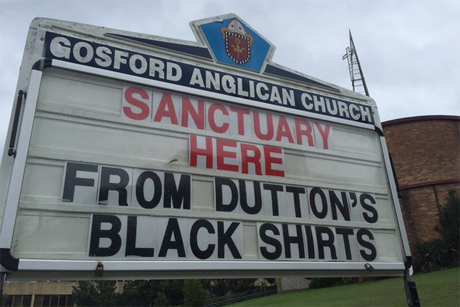 GOSFORD ANGLICAN CHURCH
SANCTUARY
HERE
FROM DUTTON'S
BLACK SHIRTS